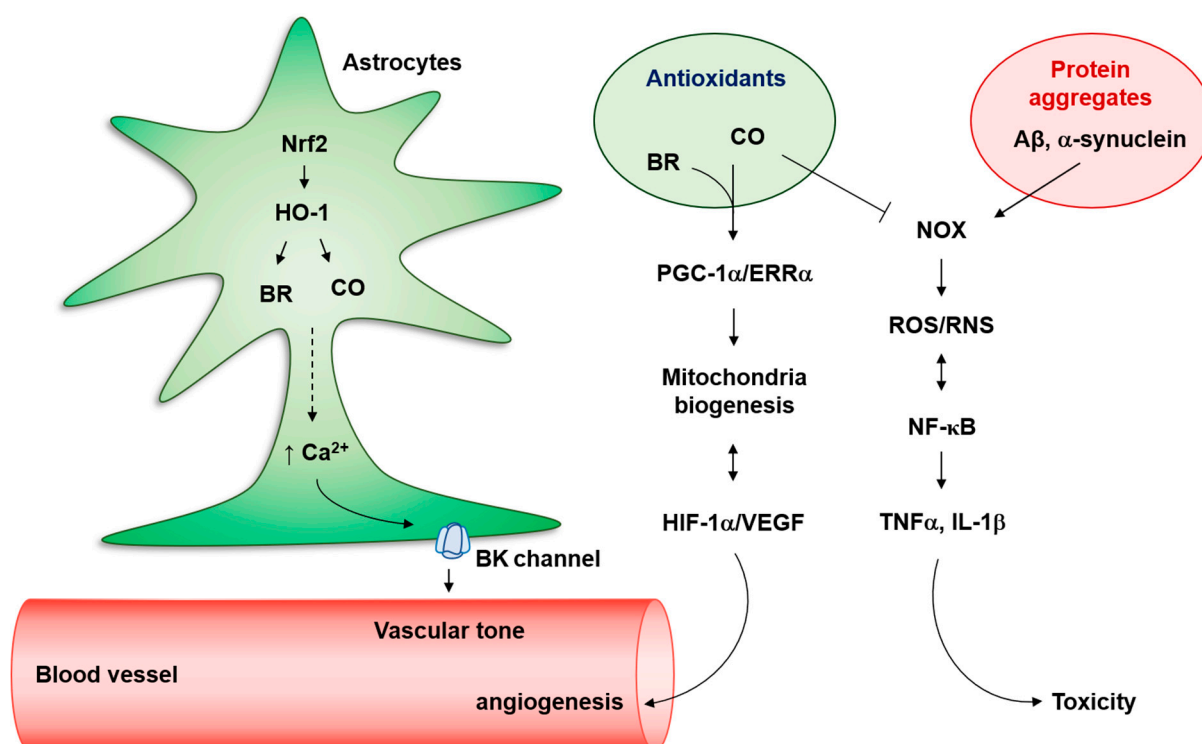 Astrocytes
Nrf2
HO-1
BR
CO
↑ Ca²⁺
BK channel
Vascular tone
Blood vessel
angiogenesis
Antioxidants
CO
BR
PGC-1α/ERRα
Mitochondria
biogenesis
HIF-1α/VEGF
Protein
aggregates
Aβ, α-synuclein
NOX
ROS/RNS
NF-κB
TNFα, IL-1β
Toxicity